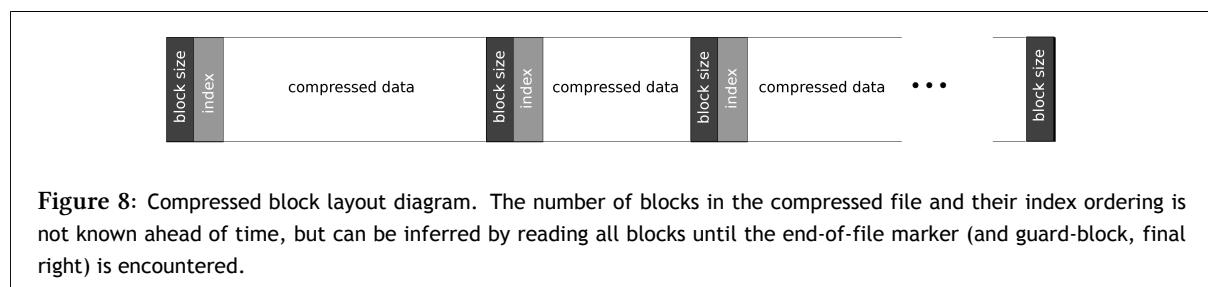 block size index compressed data block size index compressed data block size index compressed data ••• block size
Figure 8: Compressed block layout diagram. The number of blocks in the compressed file and their index ordering is
not known ahead of time, but can be inferred by reading all blocks until the end-of-file marker (and guard-block, final
right) is encountered.